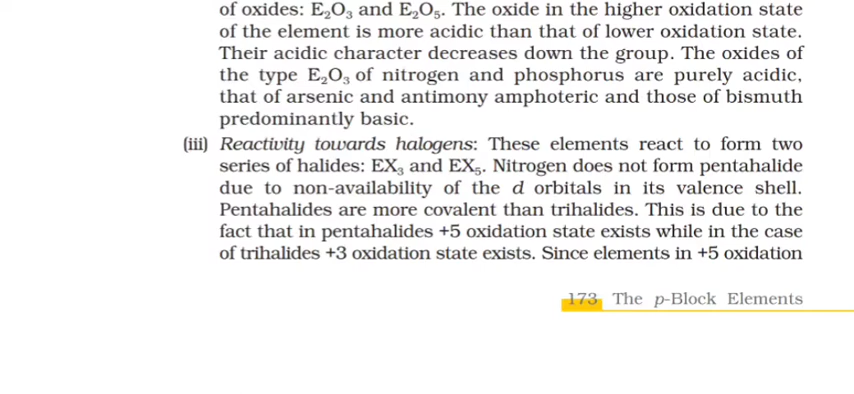 of oxides: E₂O₃ and E₂O₅. The oxide in the higher oxidation state
of the element is more acidic than that of lower oxidation state.
Their acidic character decreases down the group. The oxides of
the type E₂O₃ of nitrogen and phosphorus are purely acidic,
that of arsenic and antimony amphoteric and those of bismuth
predominantly basic.
(iii) Reactivity towards halogens: These elements react to form two
series of halides: EX₃ and EX₅. Nitrogen does not form pentahalide
due to non-availability of the d orbitals in its valence shell.
Pentahalides are more covalent than trihalides. This is due to the
fact that in pentahalides +5 oxidation state exists while in the case
of trihalides +3 oxidation state exists. Since elements in +5 oxidation
173 The p-Block Elements